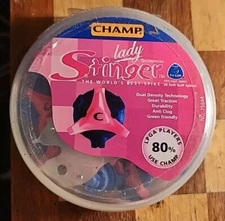 CHAMP
lady
Stinger
THE WORLD'S BEST SPIKE
Dual Density Technology
Great Traction
Durability
Anti Clog
Green friendly
C
LPGA PLAYERS
80%
USE CHAMP